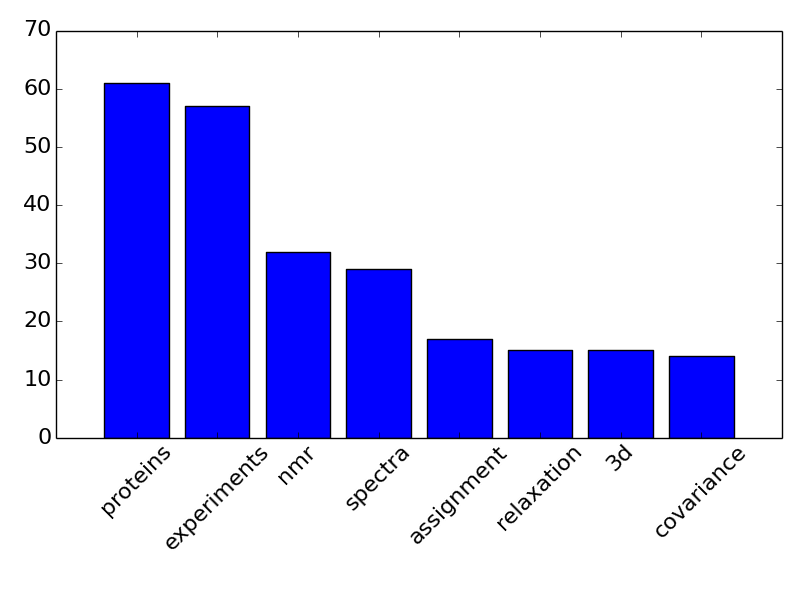 70
60
50
40
30
20
10
0
proteins
experiments
nmr
spectra
assignment
relaxation
3d
covariance